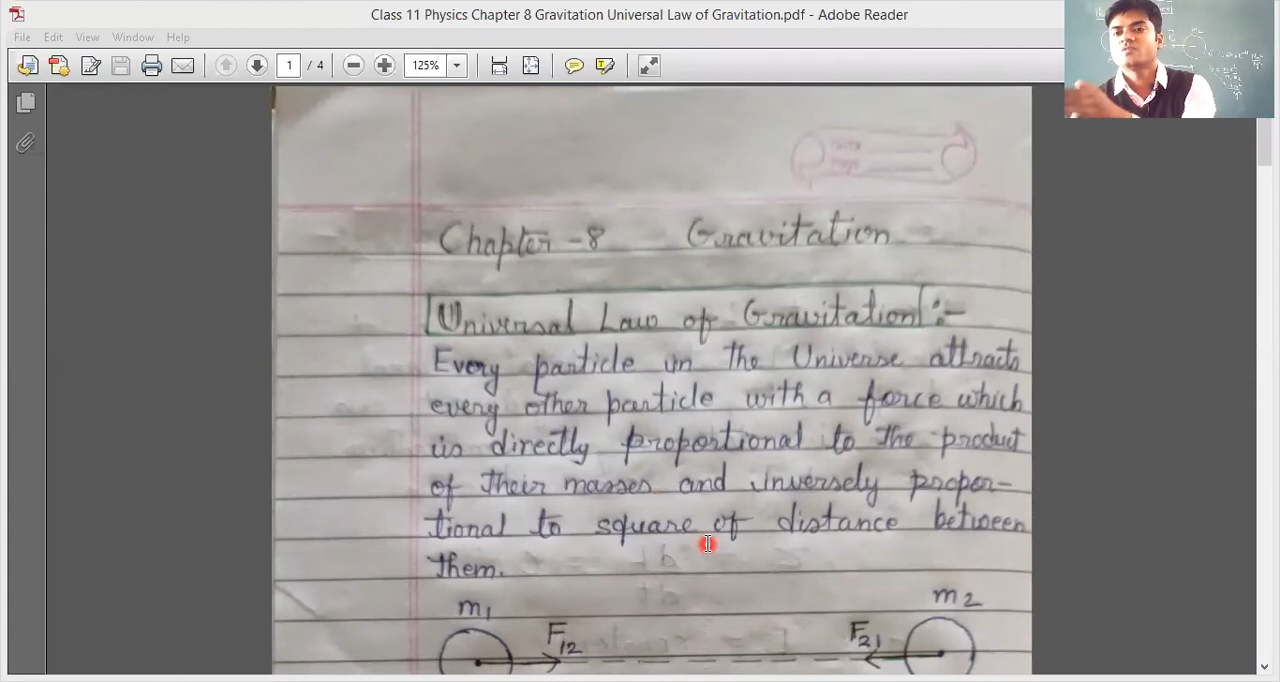 Class 11 Physics Chapter 8 Gravitation Universal Law of Gravitation.pdf - Adobe Reader
File Edit View Window Help
1 / 4 125%
Chapter -8 Gravitation
Universal Law of Gravitation :-
Every particle in the Universe attracts
every other particle with a force which
is directly proportional to the product
of their masses and inversely propor-
tional to square of distance between
them.
m1 m2
F12 F21